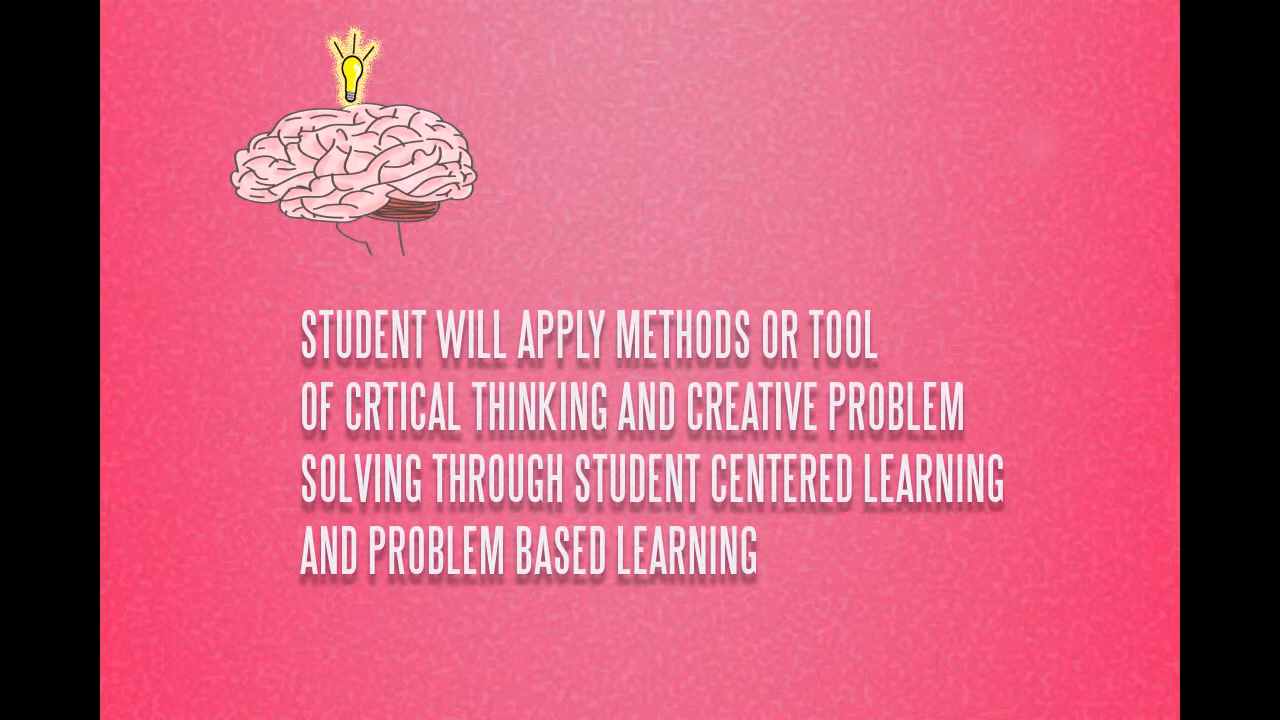 STUDENT WILL APPLY METHODS OR TOOL
OF CRTICAL THINKING AND CREATIVE PROBLEM
SOLVING THROUGH STUDENT CENTERED LEARNING
AND PROBLEM BASED LEARNING